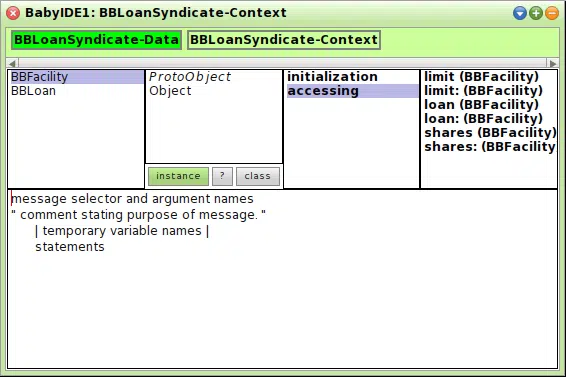 BabyIDE1: BBLoanSyndicate-Context
BBLoanSyndicate-Data BBLoanSyndicate-Context
BBFacility
BBLoan
ProtoObject
Object
instance ? class
initialization
accessing
limit (BBFacility)
limit: (BBFacility)
loan (BBFacility)
loan: (BBFacility)
shares (BBFacility)
shares: (BBFacility
message selector and argument names
" comment stating purpose of message. "
| temporary variable names |
statements